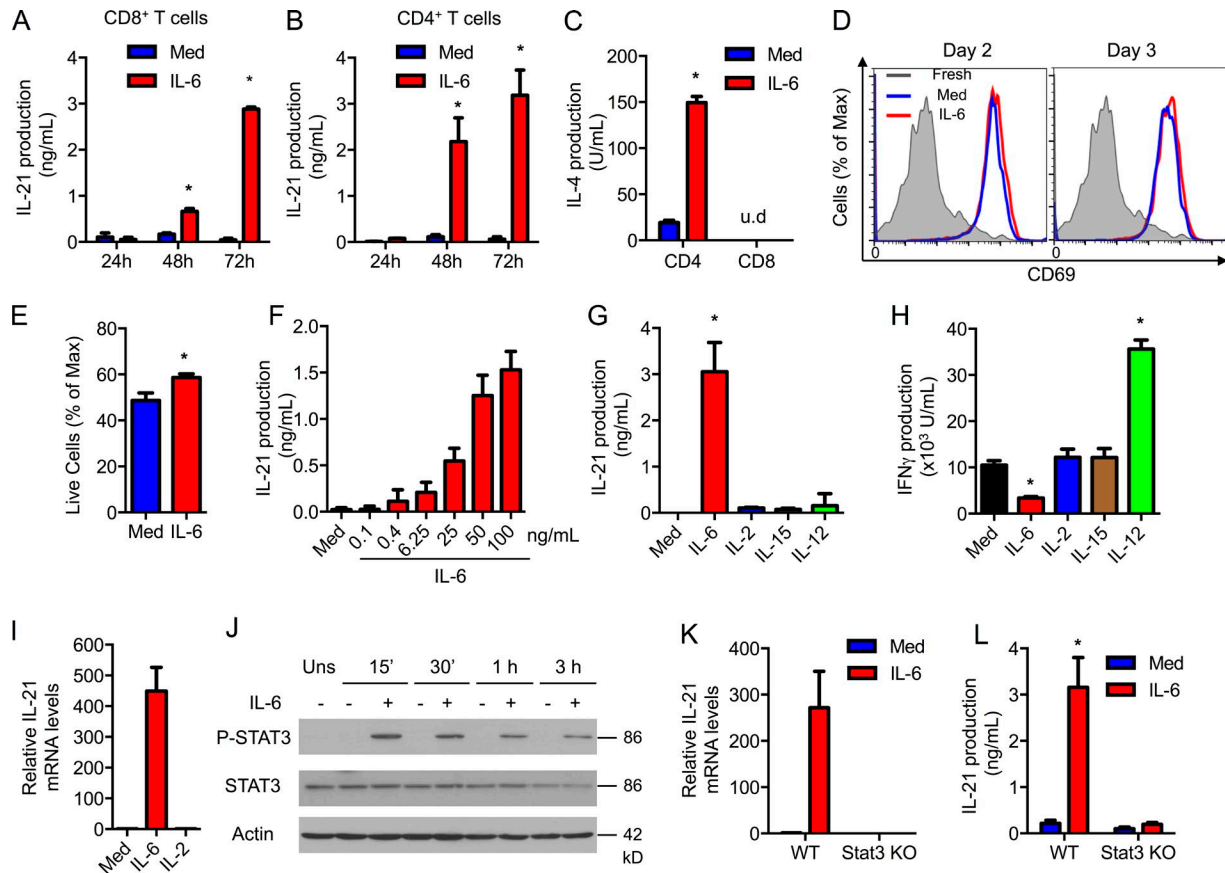 A
CD8⁺ T cells
Med
IL-6
IL-21 production
(ng/mL)
4
3
2
1
0
*
*
24h 48h 72h
B
CD4⁺ T cells
Med
IL-6
IL-21 production
(ng/mL)
4
3
2
1
0
*
*
24h 48h 72h
C
Med
IL-6
IL-4 production
(U/mL)
200
150
100
50
0
*
u.d
CD4 CD8
D
Day 2 Day 3
Fresh
Med
IL-6
Cells (% of Max)
0 0
CD69
E
Live Cells (% of Max)
80
60
40
20
0
*
Med IL-6
F
IL-21 production
(ng/mL)
2.0
1.5
1.0
0.5
0.0
Med 0.1 0.4 6.25 25 50 100 ng/mL
IL-6
G
IL-21 production
(ng/mL)
4
3
2
1
0
*
Med IL-6 IL-2 IL-15 IL-12
H
IFNγ production
(x10³ U/mL)
40
30
20
10
0
*
*
Med IL-6 IL-2 IL-15 IL-12
I
Relative IL-21
mRNA levels
600
500
400
300
200
100
0
Med IL-6 IL-2
J
Uns 15' 30' 1 h 3 h
IL-6 - - + - + - + - +
P-STAT3 86
STAT3 86
Actin 42
kD
K
Med
IL-6
Relative IL-21
mRNA levels
400
300
200
100
0
WT Stat3 KO
L
Med
IL-6
IL-21 production
(ng/mL)
4
3
2
1
0
*
WT Stat3 KO